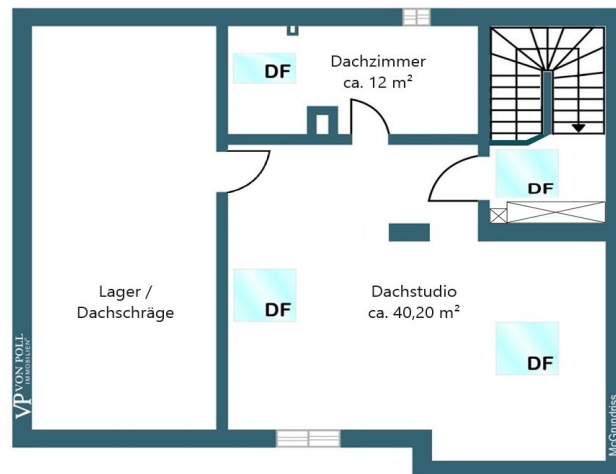 DF
Dachzimmer
ca. 12 m²
DF
Lager /
Dachschräge
DF
Dachstudio
ca. 40,20 m²
DF
VP VON POLL
IMMOBILIEN
McGrundriss